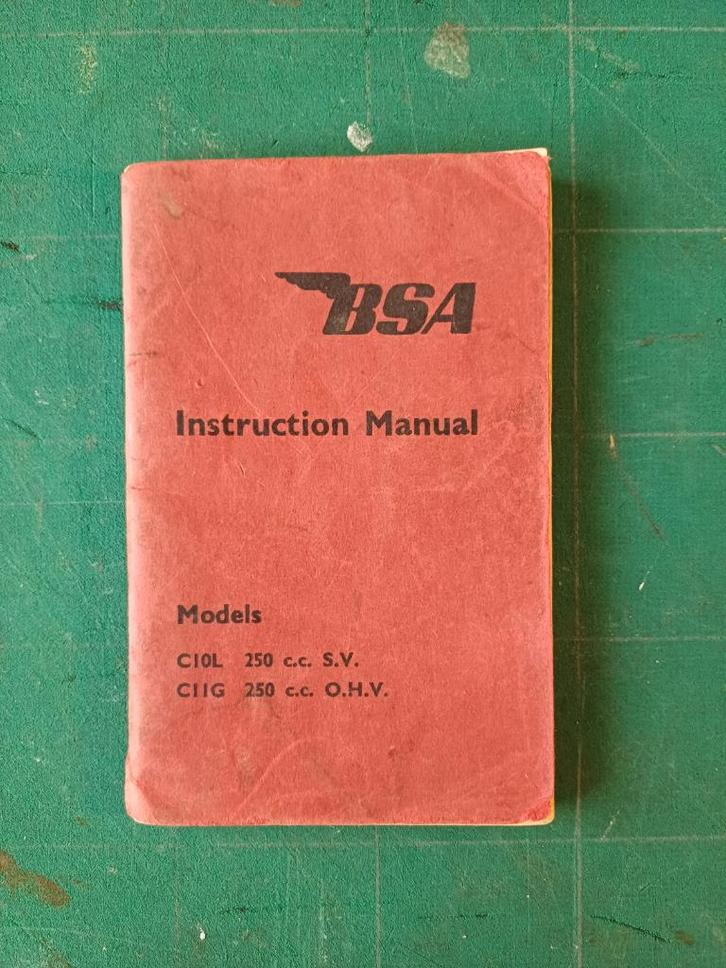 BSA
Instruction Manual
Models
C10L 250 c.c. S.V.
C11G 250 c.c. O.H.V.